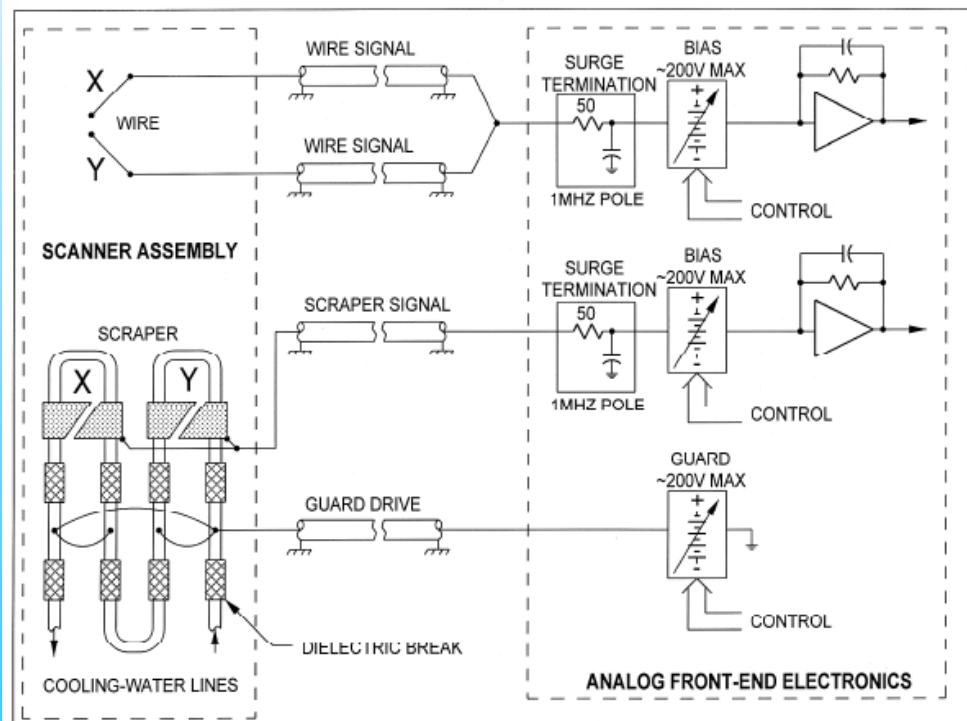 WIRE SIGNAL
X
WIRE
Y
WIRE SIGNAL
SURGE
TERMINATION
50
1MHZ POLE
BIAS
~200V MAX
+
-
CONTROL
SCANNER ASSEMBLY
SCRAPER
X
Y
SCRAPER SIGNAL
SURGE
TERMINATION
50
1MHZ POLE
BIAS
~200V MAX
+
-
CONTROL
GUARD DRIVE
GUARD
~200V MAX
+
-
CONTROL
DIELECTRIC BREAK
COOLING-WATER LINES
ANALOG FRONT-END ELECTRONICS